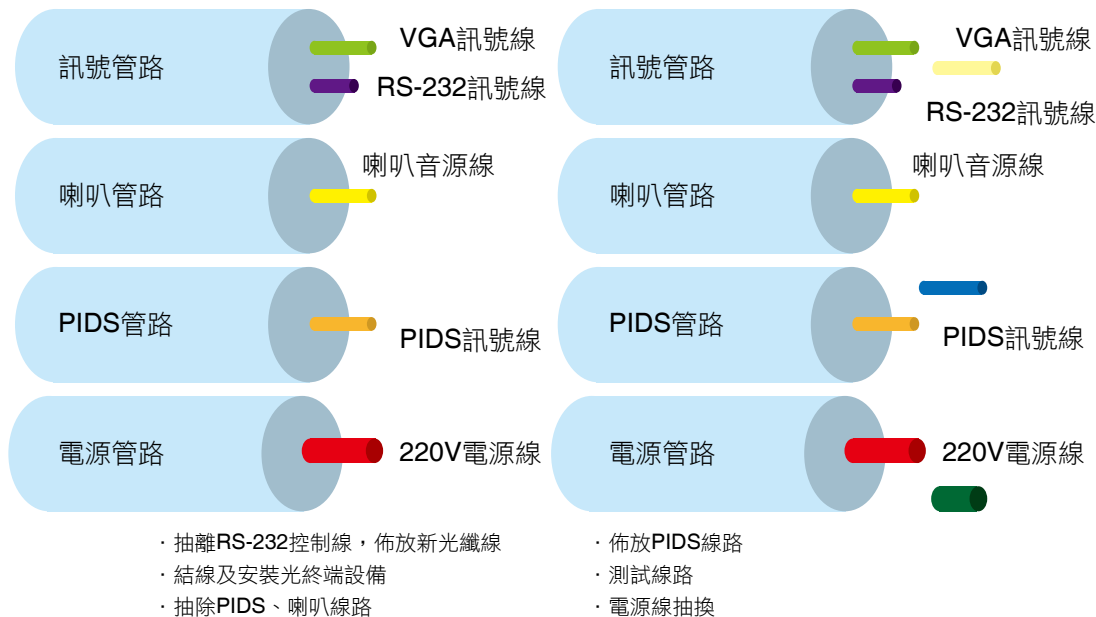 訊號管路
VGA訊號線
RS-232訊號線
喇叭管路
喇叭音源線
PIDS管路
PIDS訊號線
電源管路
220V電源線
· 抽離RS-232控制線，佈放新光纖線
· 結線及安裝光終端設備
· 抽除PIDS、喇叭線路
訊號管路
VGA訊號線
RS-232訊號線
喇叭管路
喇叭音源線
PIDS管路
PIDS訊號線
電源管路
220V電源線
· 佈放PIDS線路
· 測試線路
· 電源線抽換